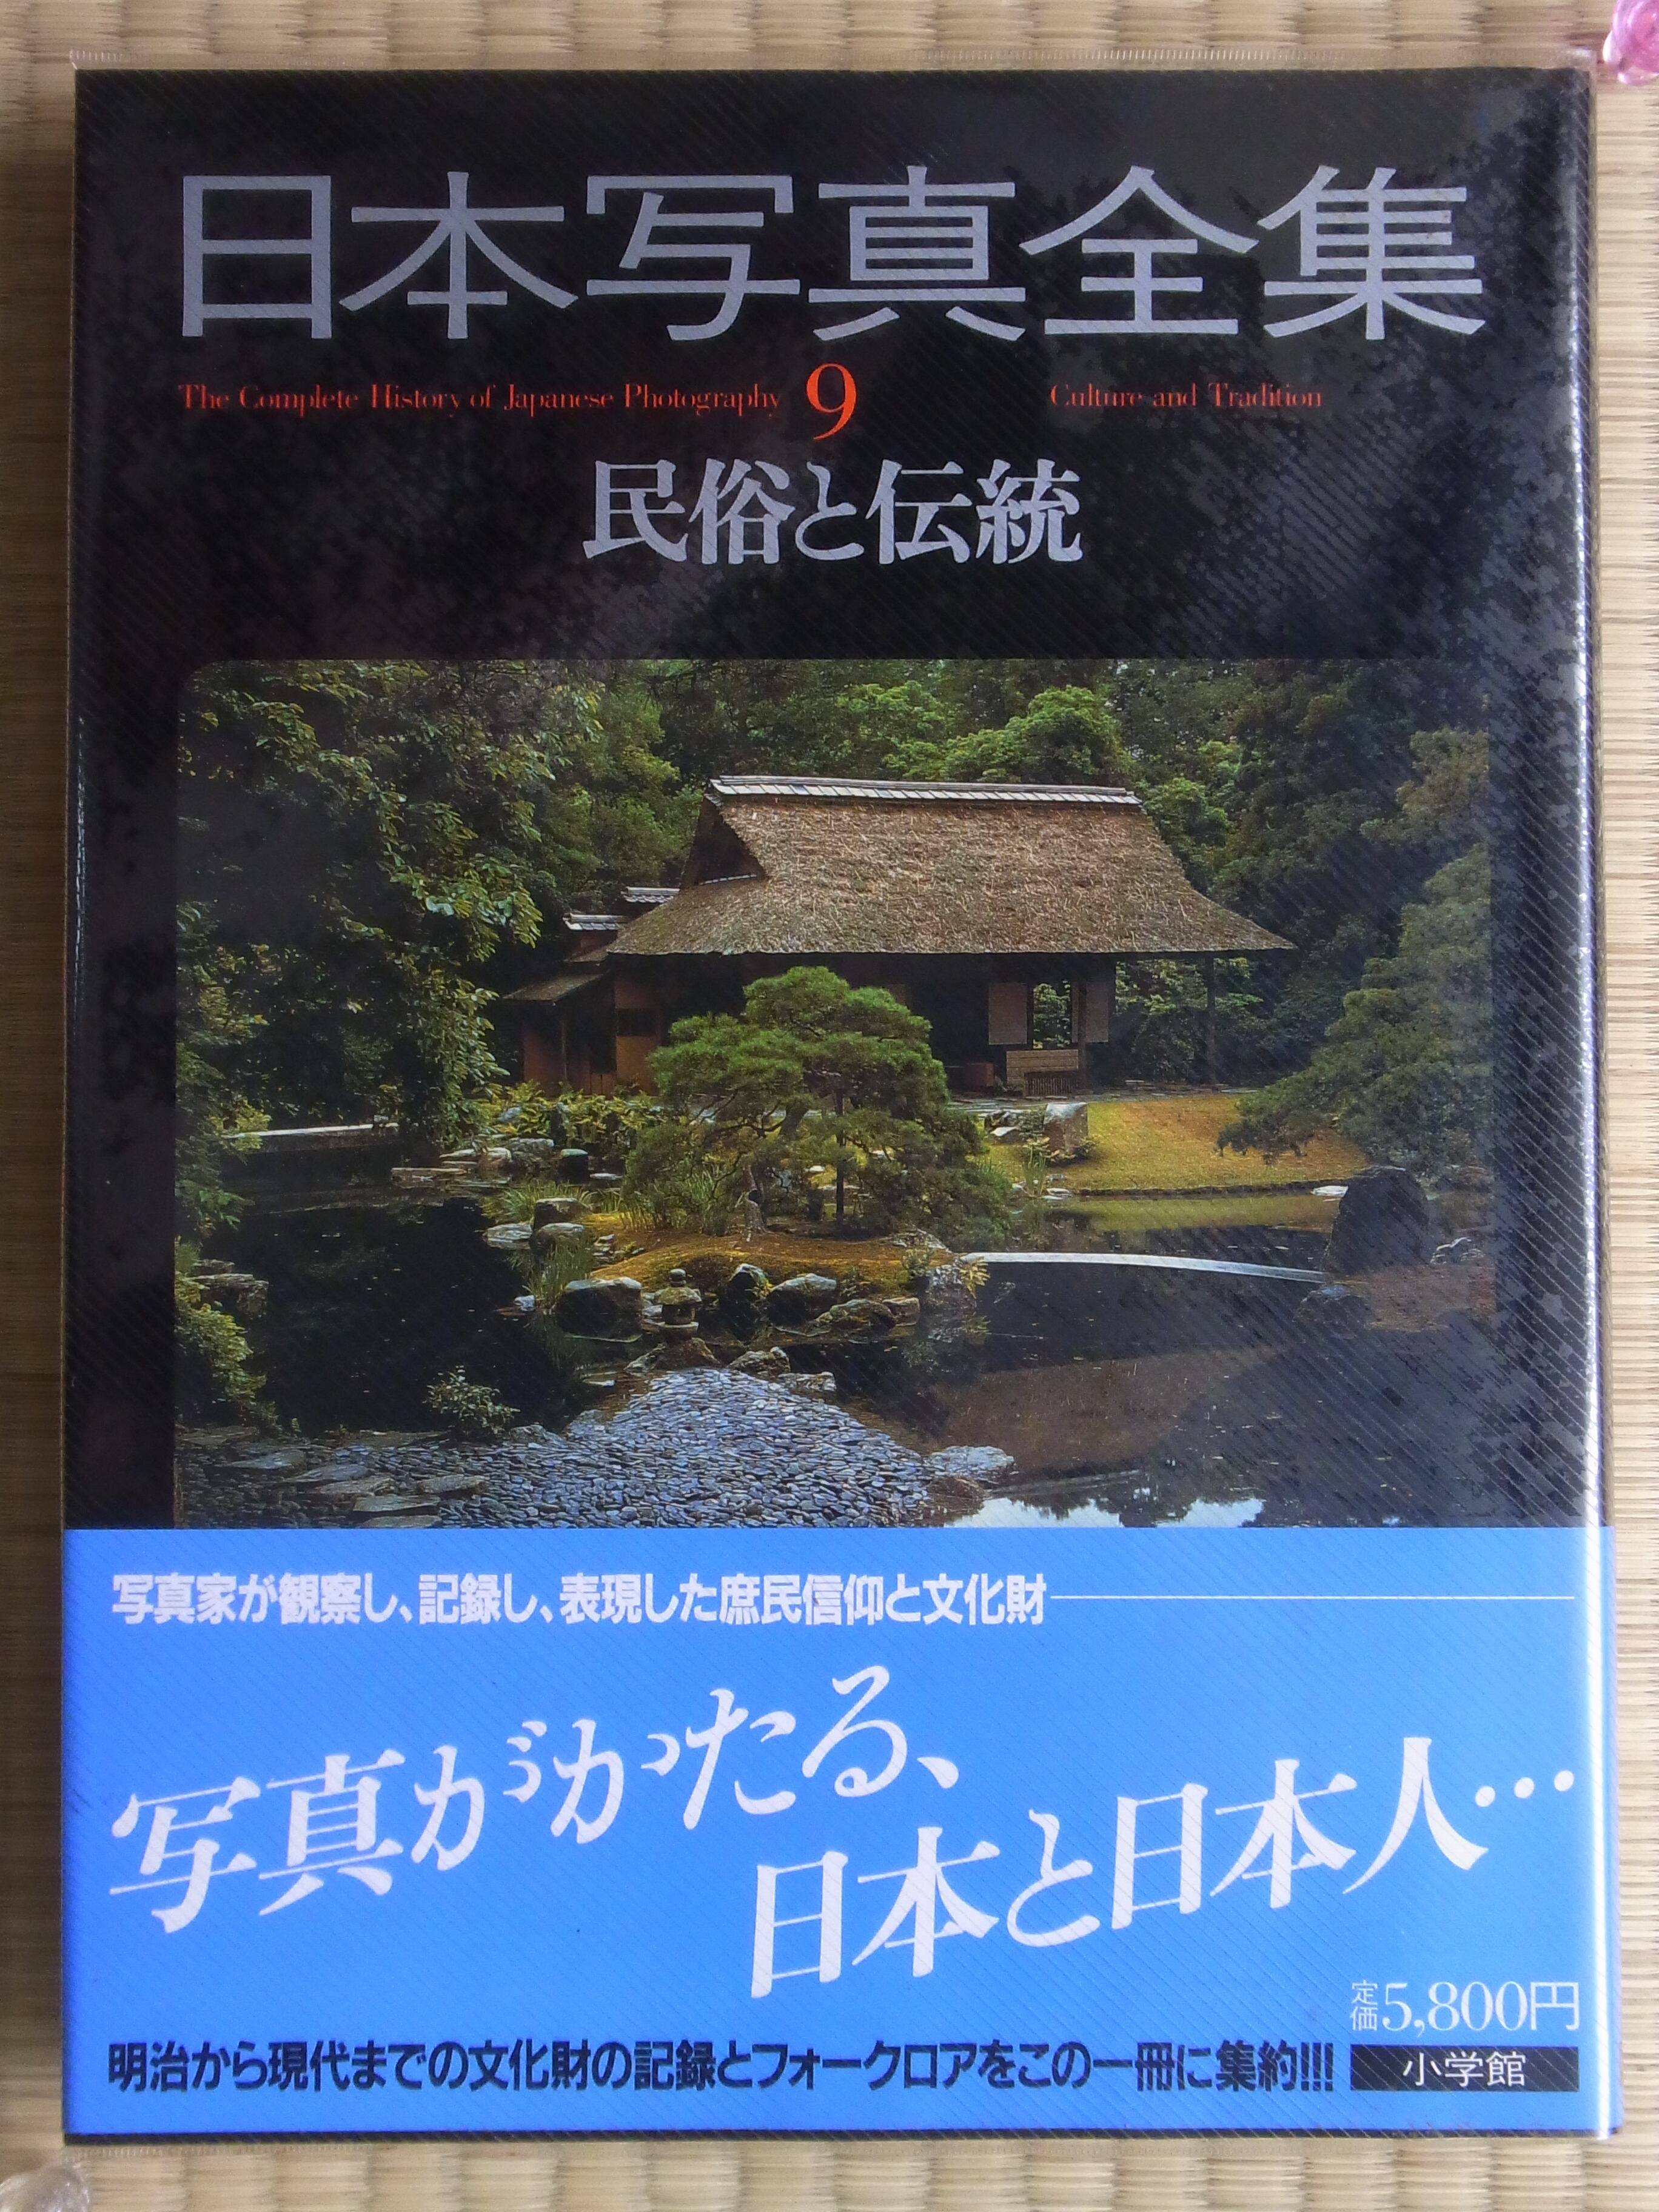 日本写真全集
The Complete History of Japanese Photography 9 Culture and Tradition
民俗と伝統
写真家が観察し、記録し、表現した庶民信仰と文化財
写真がかたる、
日本と日本人…
定価5,800円
明治から現代までの文化財の記録とフォークロアをこの一冊に集約!!!
小学館